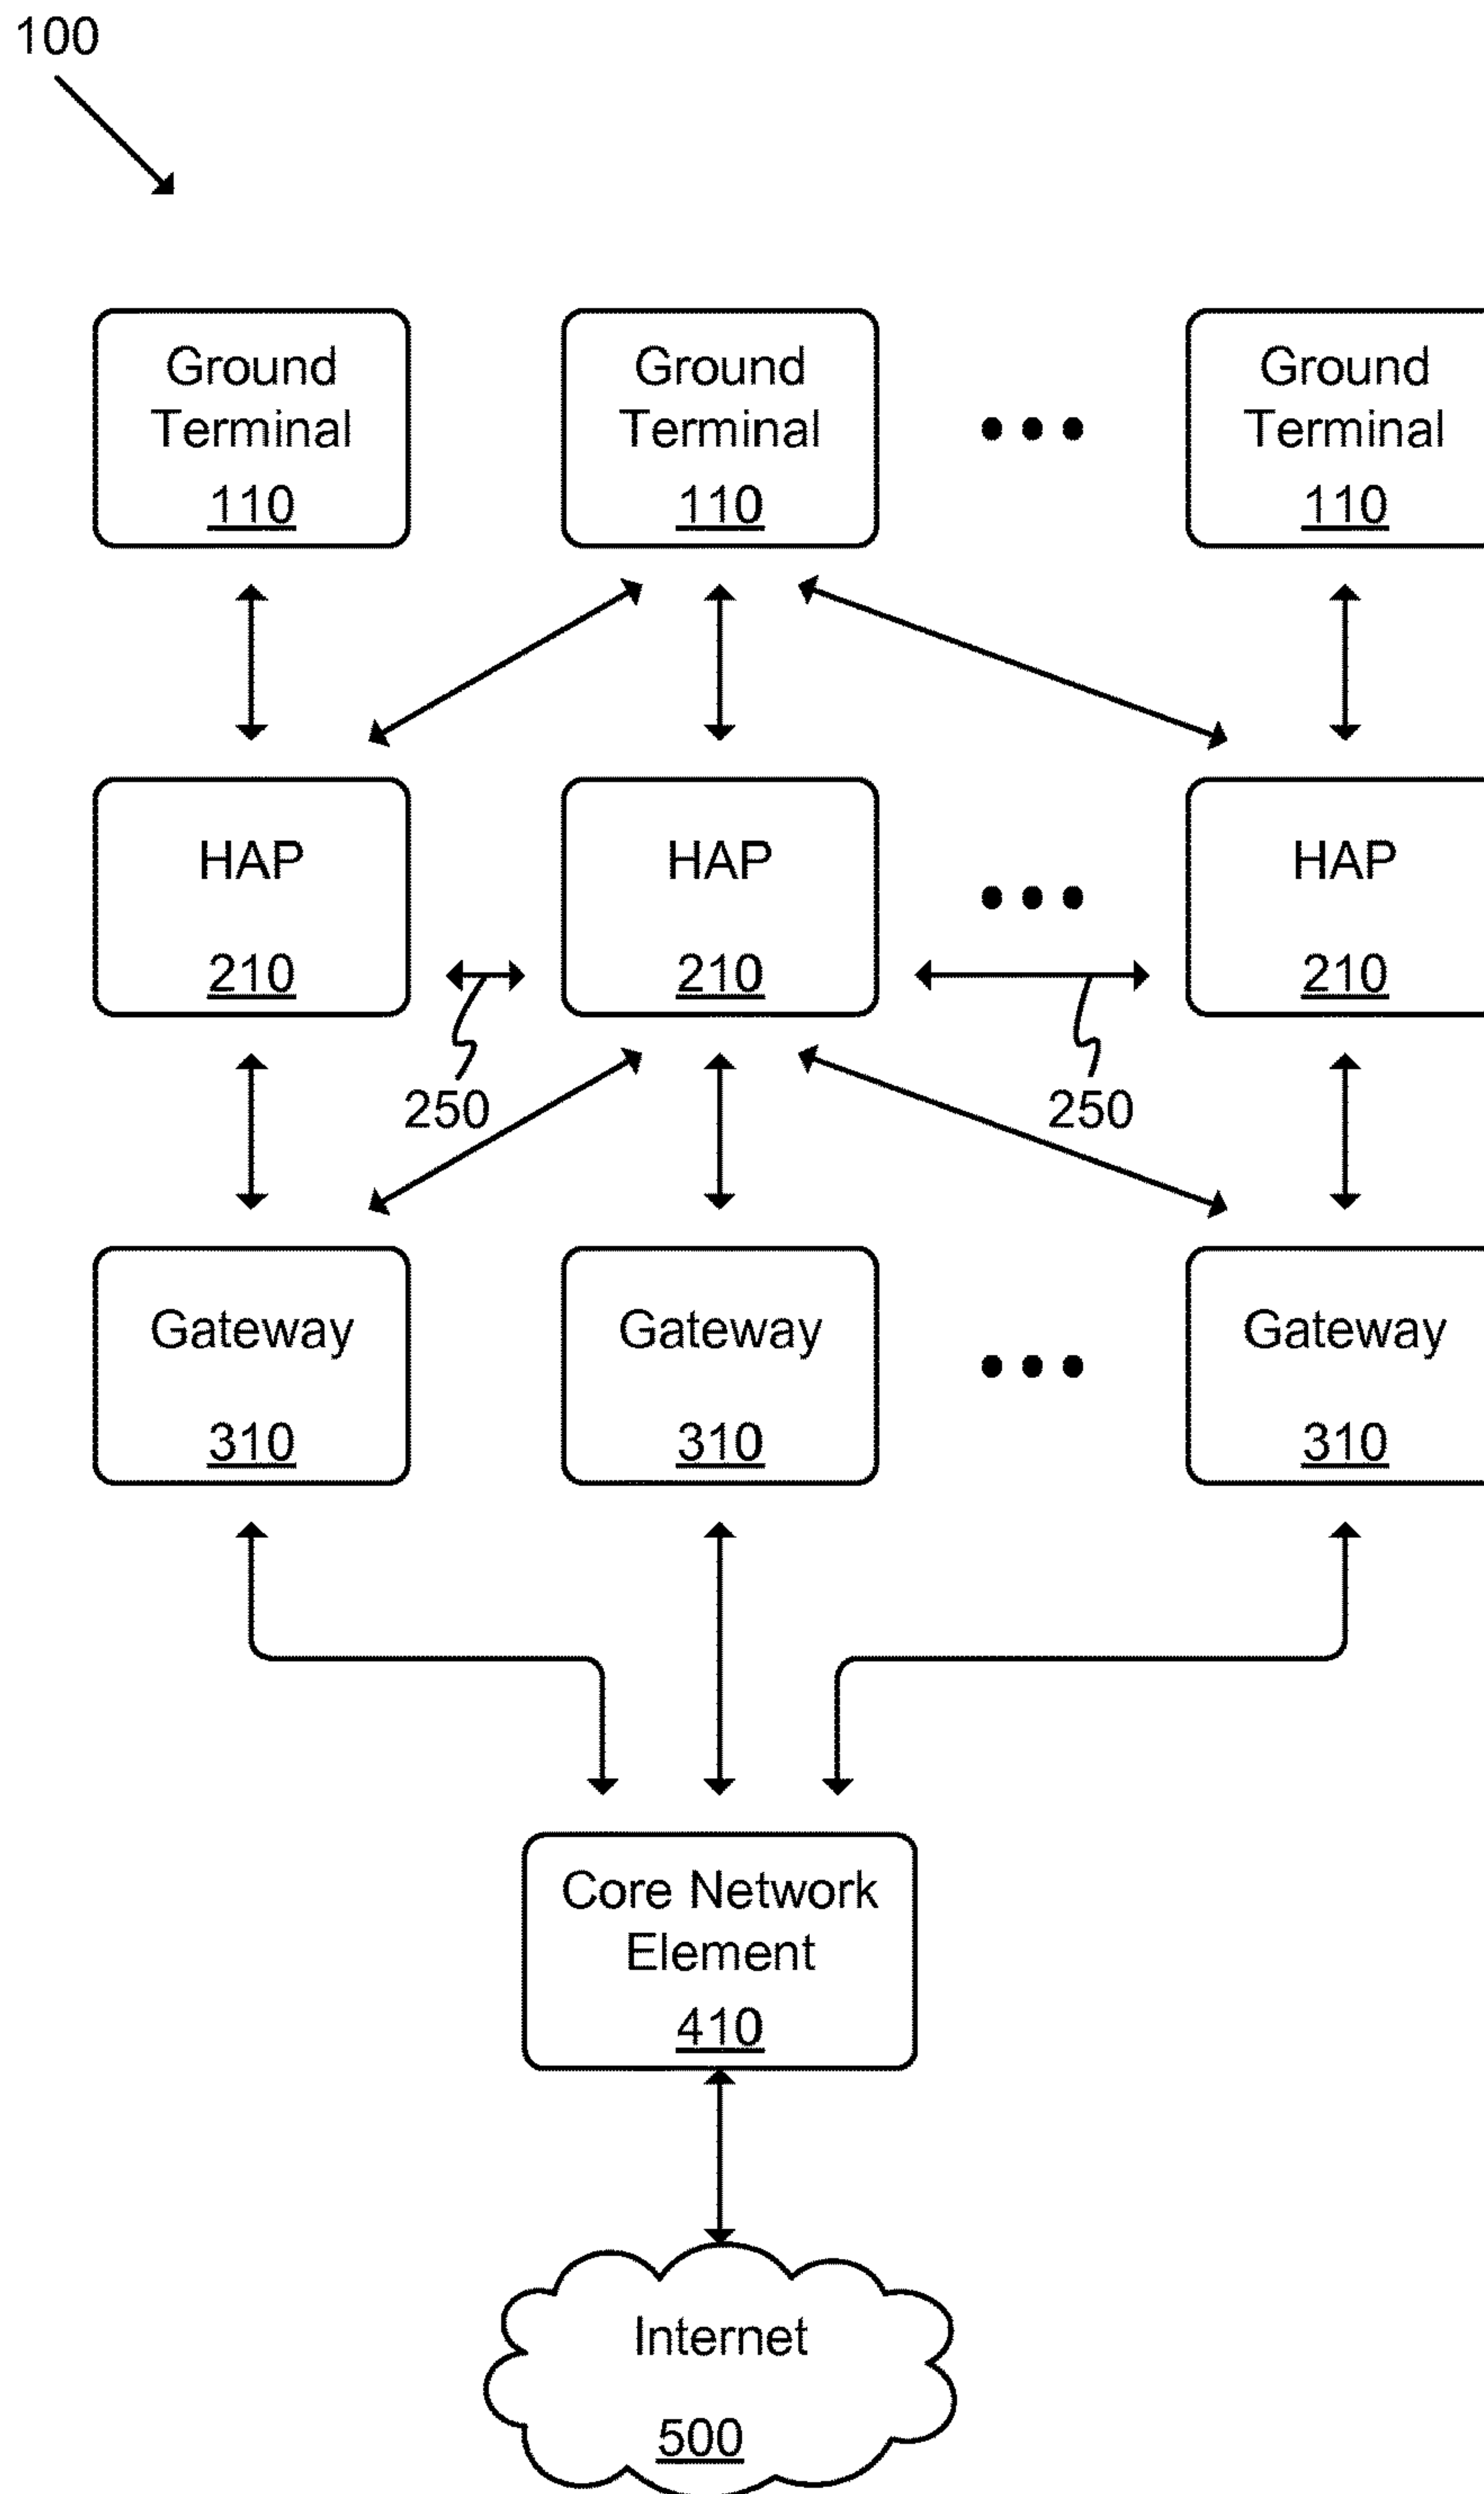 100
Ground
Terminal
110
Ground
Terminal
110
Ground
Terminal
110
HAP
210
HAP
210
HAP
210
250
250
Gateway
310
Gateway
310
Gateway
310
Core Network
Element
410
Internet
500